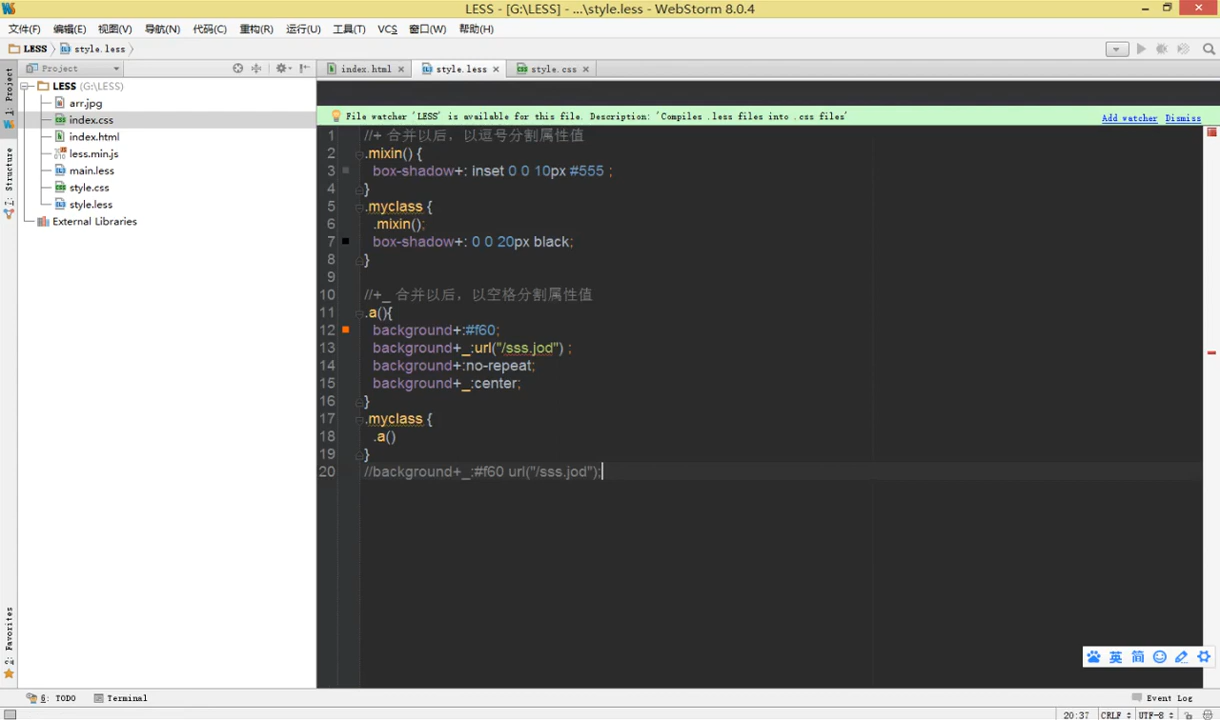 LESS - [G:\LESS] - ...\style.less - WebStorm 8.0.4
文件(F) 编辑(E) 视图(V) 导航(N) 代码(C) 重构(R) 运行(U) 工具(T) VCS 窗口(W) 帮助(H)
LESS style.less
Project
index.html style.less style.css
1: Project
7: Structure
2: Favorites
LESS (G:\LESS)
arr.jpg
index.css
index.html
less.min.js
main.less
style.css
style.less
External Libraries
File watcher 'LESS' is available for this file. Description: 'Compiles .less files into .css files' Add watcher Dismiss
1 //+ 合并以后，以逗号分割属性值
2 .mixin() {
3 box-shadow+: inset 0 0 10px #555 ;
4 }
5 .myclass {
6 .mixin();
7 box-shadow+: 0 0 20px black;
8 }
9
10 //+_ 合并以后，以空格分割属性值
11 .a(){
12 background+:#f60;
13 background+_:url("/sss.jod") ;
14 background+:no-repeat;
15 background+_:center;
16 }
17 .myclass {
18 .a()
19 }
20 //background+_:#f60 url("/sss.jod");
英 简
6: TODO Terminal Event Log
20:37 CRLF UTF-8